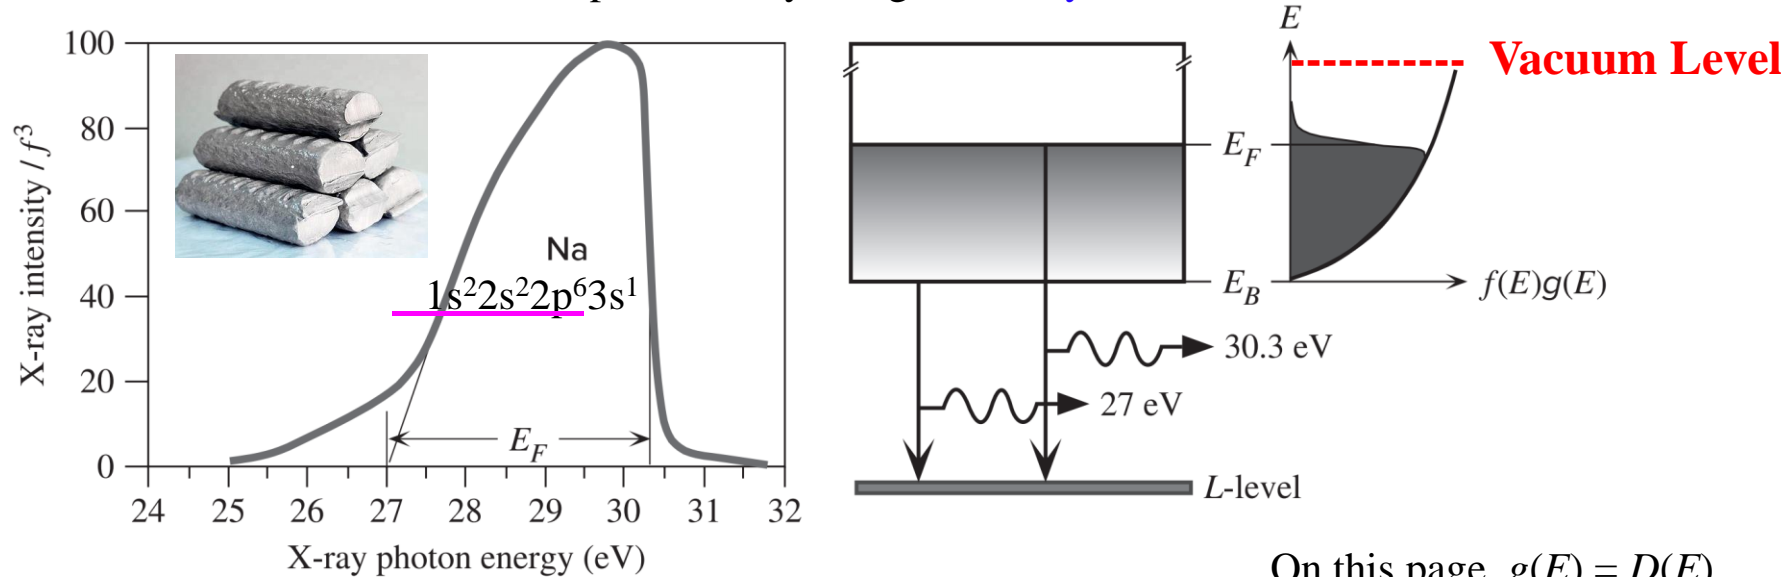 100
80
60
40
20
0
X-ray intensity / f³
Na
1s²2s²2p⁶3s¹
E_F
24 25 26 27 28 29 30 31 32
X-ray photon energy (eV)
E
Vacuum Level
E_F
E_B
f(E)g(E)
30.3 eV
27 eV
L-level
On this page, g(E) = D(E)